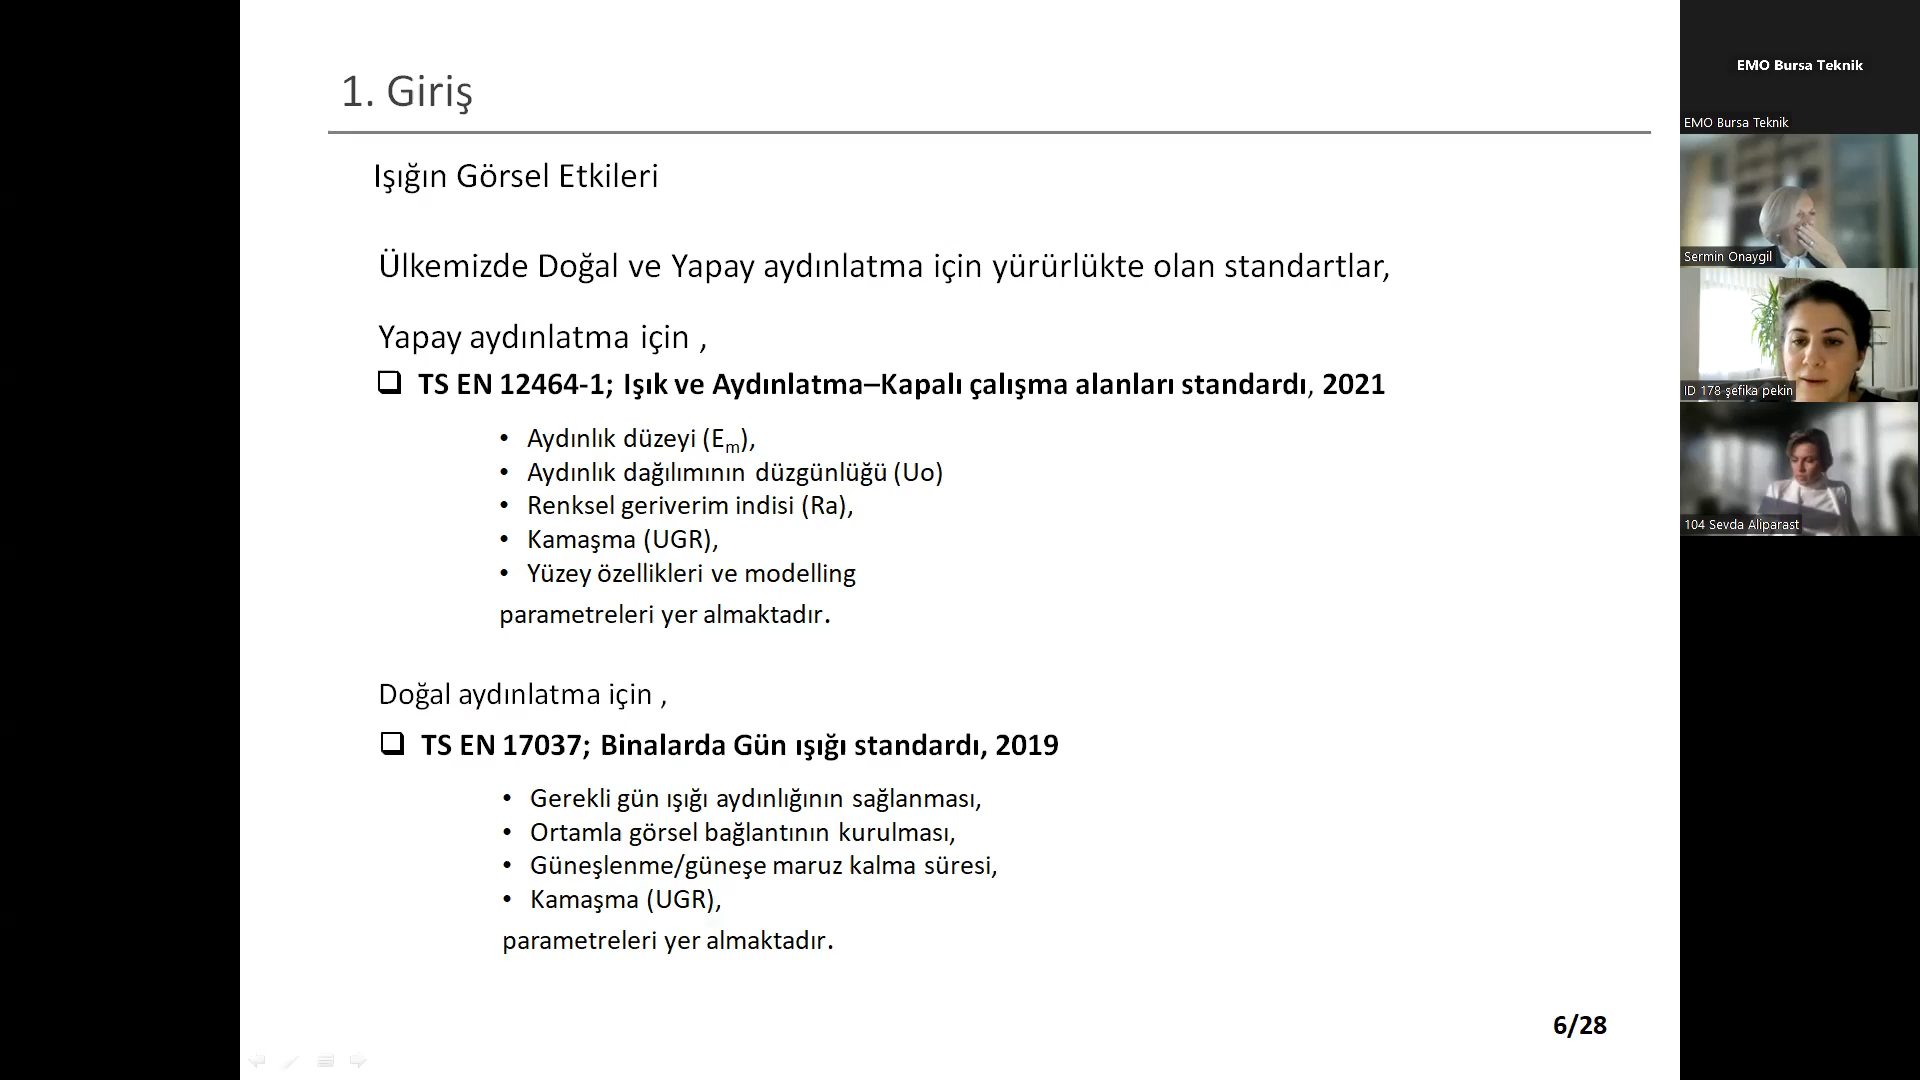 1. Giriş
Işığın Görsel Etkileri
Ülkemizde Doğal ve Yapay aydınlatma için yürürlükte olan standartlar,
Yapay aydınlatma için ,
❑ TS EN 12464-1; Işık ve Aydınlatma–Kapalı çalışma alanları standardı, 2021
• Aydınlık düzeyi (Em),
• Aydınlık dağılımının düzgünlüğü (Uo)
• Renksel geriverim indisi (Ra),
• Kamaşma (UGR),
• Yüzey özellikleri ve modelling
parametreleri yer almaktadır.
Doğal aydınlatma için ,
❑ TS EN 17037; Binalarda Gün ışığı standardı, 2019
• Gerekli gün ışığı aydınlığının sağlanması,
• Ortamla görsel bağlantının kurulması,
• Güneşlenme/güneşe maruz kalma süresi,
• Kamaşma (UGR),
parametreleri yer almaktadır.
6/28
EMO Bursa Teknik
EMO Bursa Teknik
Sermin Onaygil
ID 178 şefika pekin
104 Sevda Aliparast